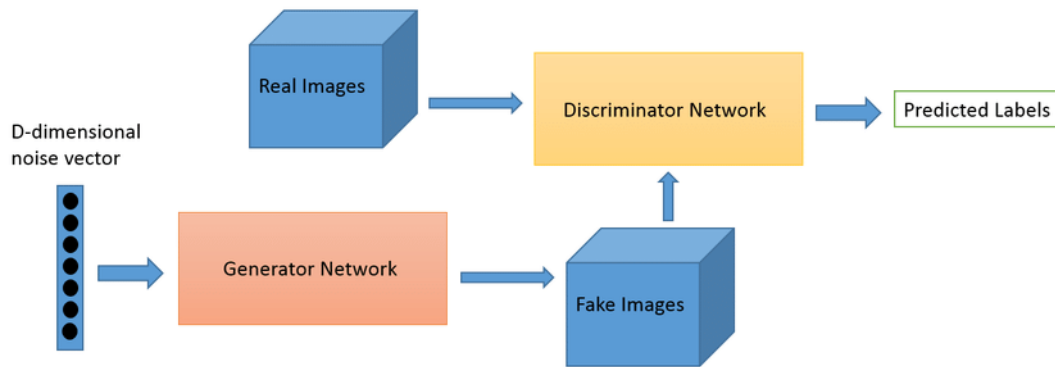 Real Images
Discriminator Network
Predicted Labels
D-dimensional
noise vector
Generator Network
Fake Images